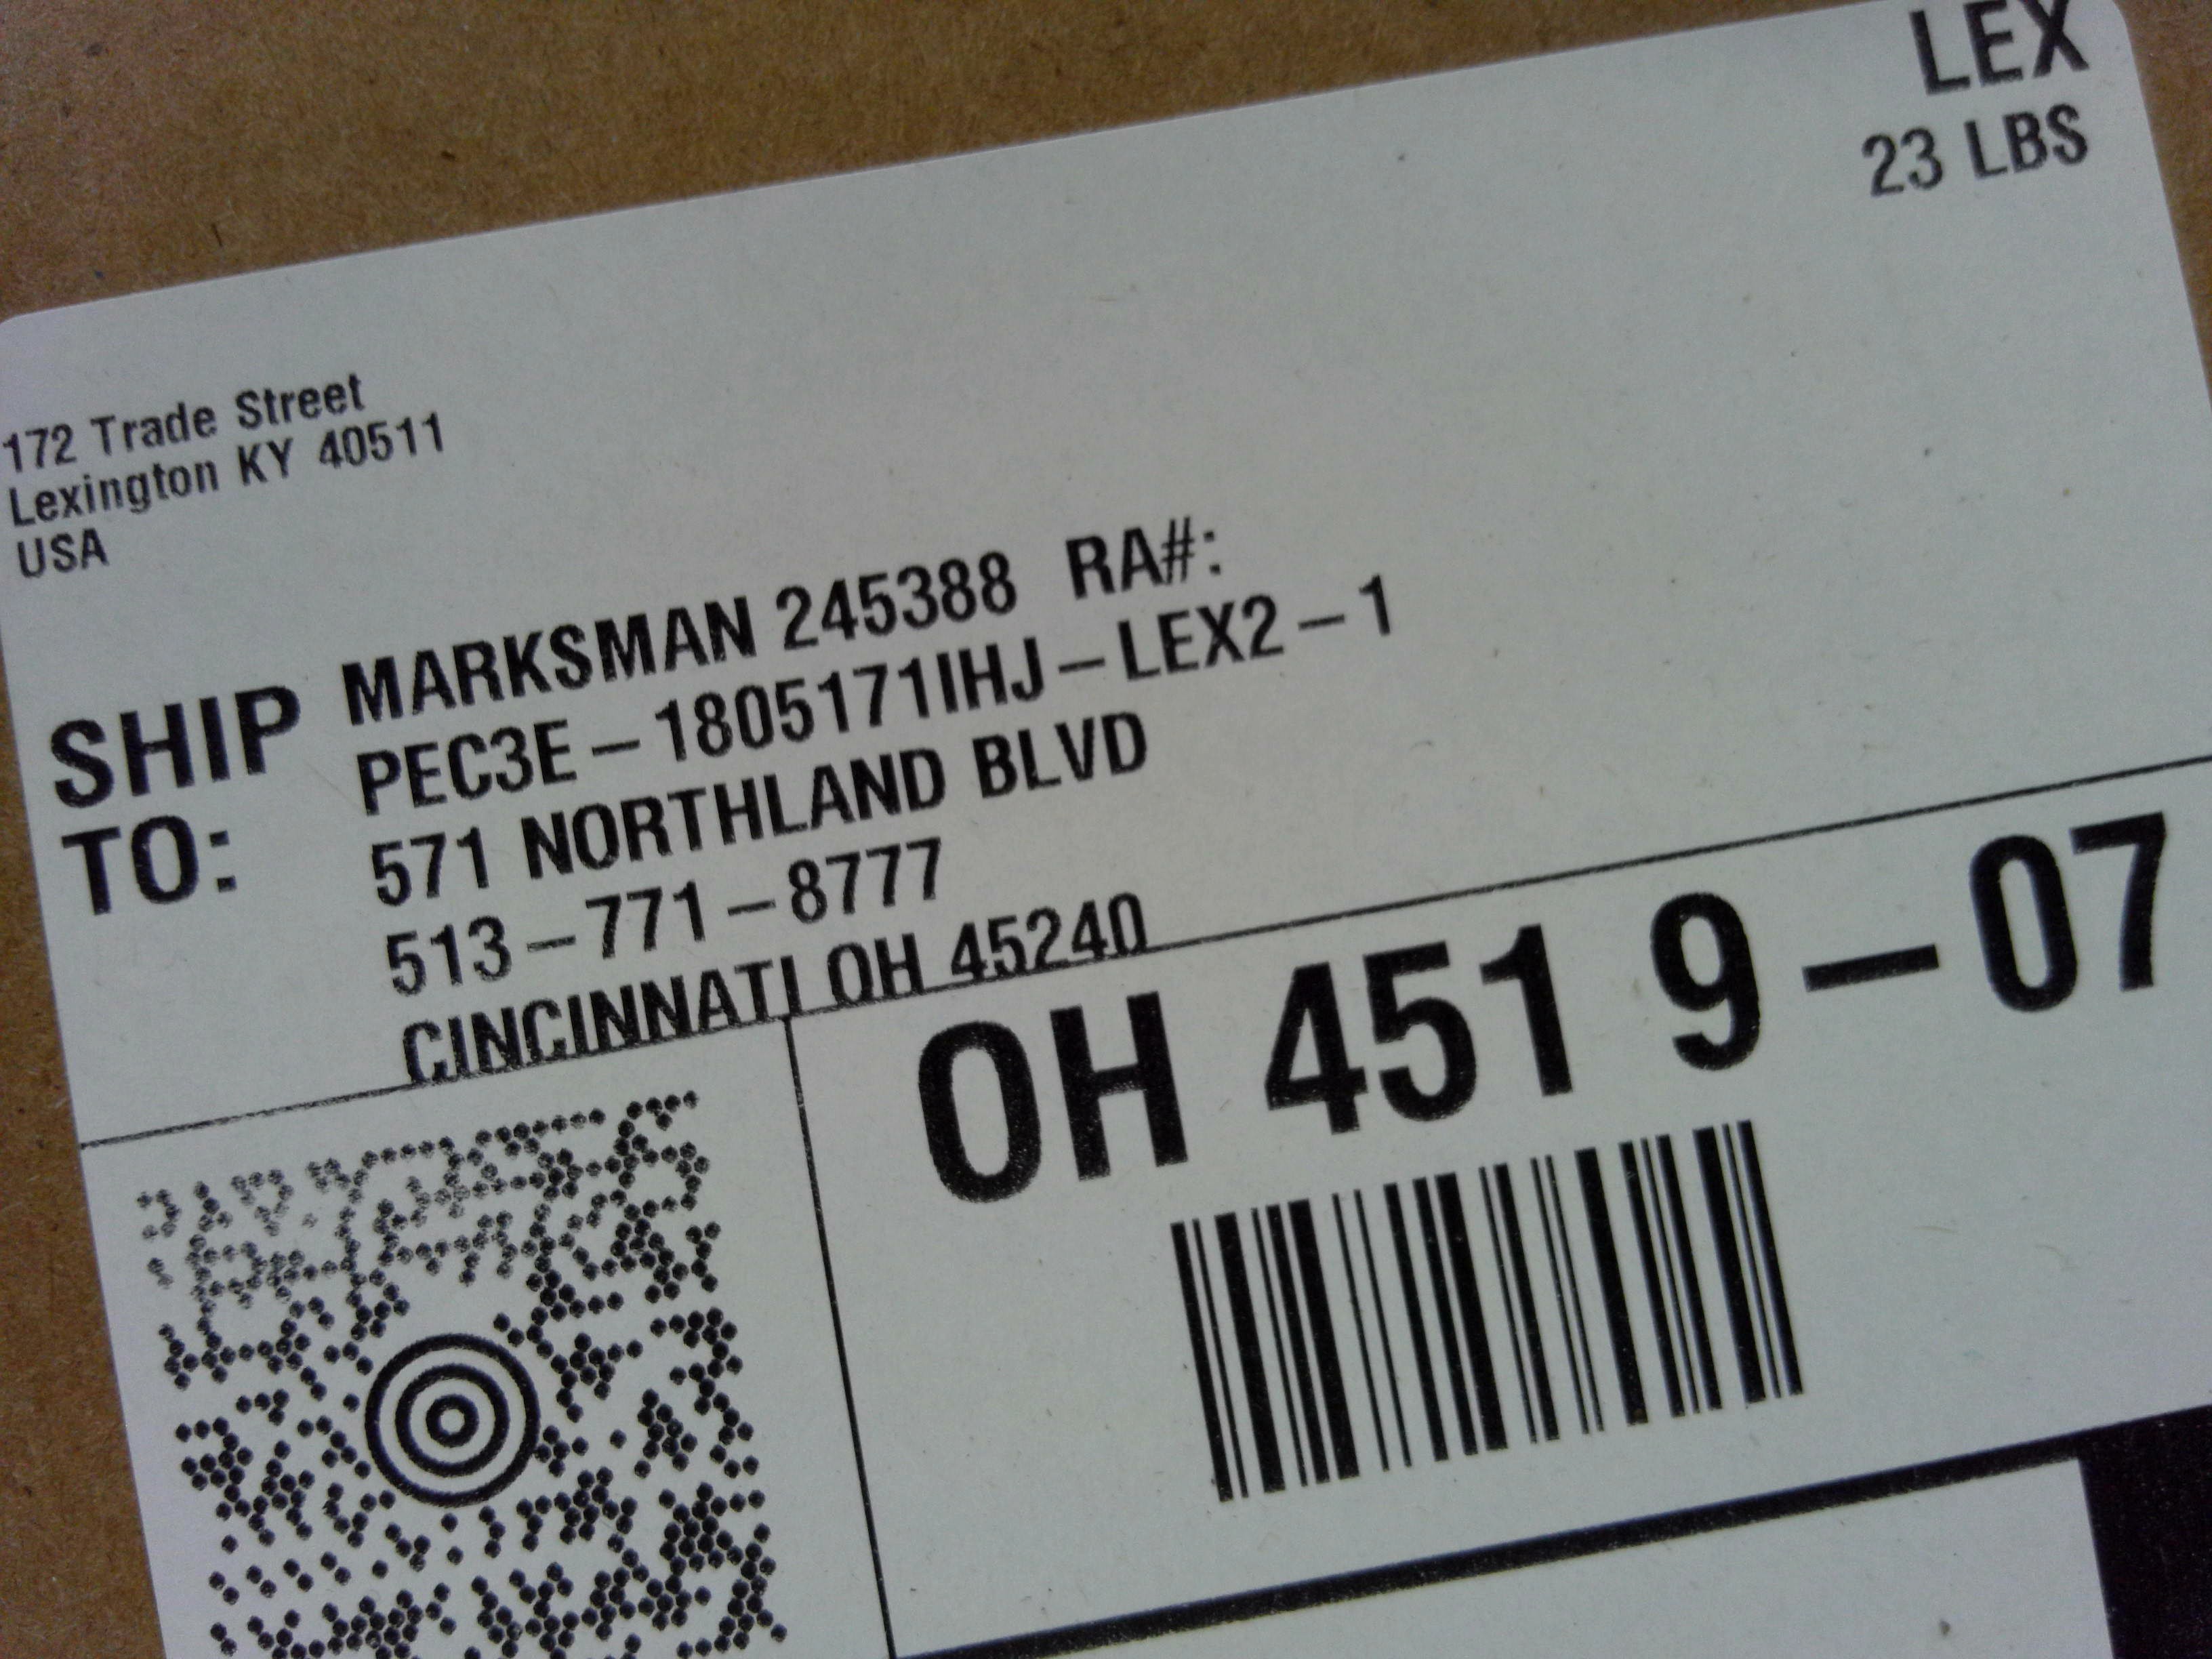 LEX
23 LBS
172 Trade Street
Lexington KY 40511
USA
SHIP TO:
MARKSMAN 245388 RA#:
PEC3E-1805171IHJ-LEX2-1
571 NORTHLAND BLVD
513-771-8777
CINCINNATI OH 45240
OH 451 9-07